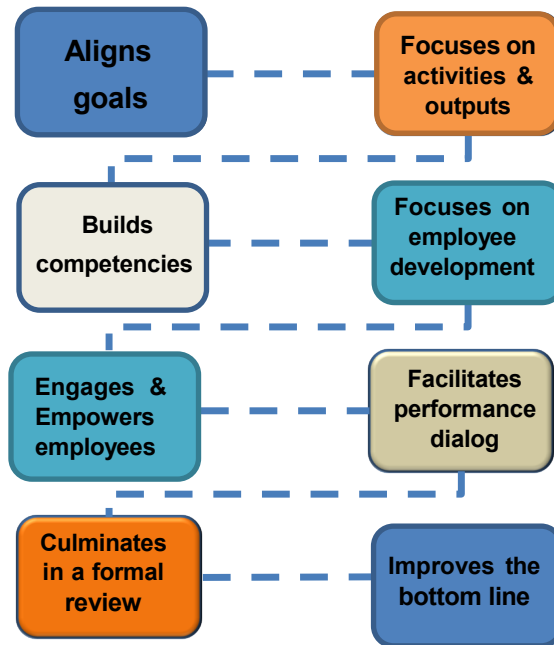 Aligns
goals
Focuses on
activities &
outputs
Builds
competencies
Focuses on
employee
development
Engages &
Empowers
employees
Facilitates
performance
dialog
Culminates
in a formal
review
Improves the
bottom line